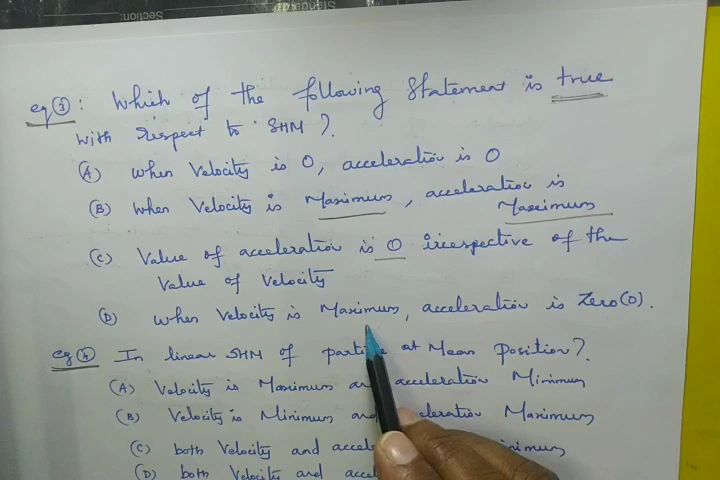 Section:
Standard
eg③: Which of the following Statement is true
with respect to SHM?
(A) When Velocity is 0, acceleration is 0
(B) when Velocity is Maximum, acceleration is
Maximum
(C) Value of acceleration is 0 irrespective of the
Value of Velocity
(D) when Velocity is Maximum, acceleration is Zero(0).
eg④ In linear SHM of at Mean Position?
(A) Velocity is Maximum acceleration Minimum
(B) Velocity is Minimum Maximum
(C) both Velocity and
(D) both Velocity and